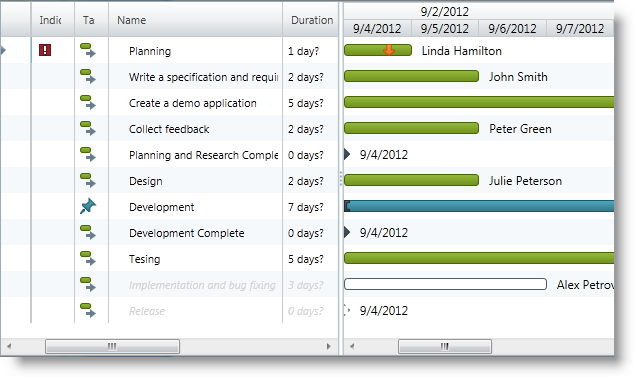 Indic Ta Name Duration 9/2/2012
9/4/2012 9/5/2012 9/6/2012 9/7/2012
! Planning 1 day? Linda Hamilton
Write a specification and requir 2 days? John Smith
Create a demo application 5 days?
Collect feedback 2 days? Peter Green
Planning and Research Comple 0 days? 9/4/2012
Design 2 days? Julie Peterson
Development 7 days?
Development Complete 0 days? 9/4/2012
Tesing 5 days?
Implementation and bug fixing 3 days? Alex Petrov
Release 0 days? 9/4/2012